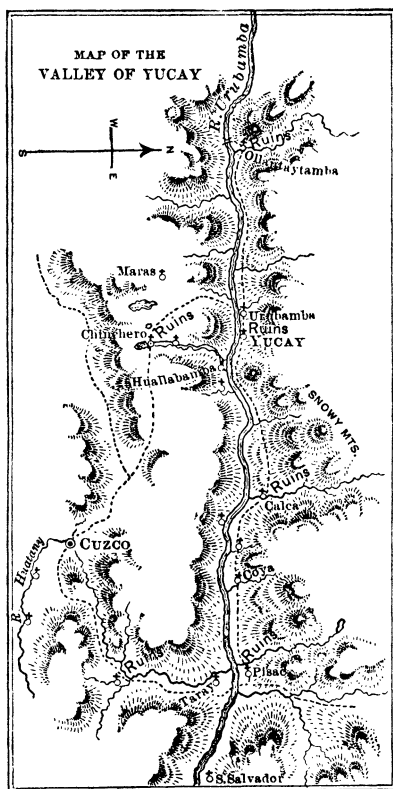 MAP OF THE
VALLEY OF YUCAY
R. Urubamba
W
S
N
E
Ruins
Ollantaytamba
Maras
Urubamba
Ruins
YUCAY
Chinchero
Ruins
Huallabamba
SNOWY MTS.
Ruins
Calca
CUZCO
R.
Coya
Ruins
Ruins
Pisac
Taray
S. Salvador